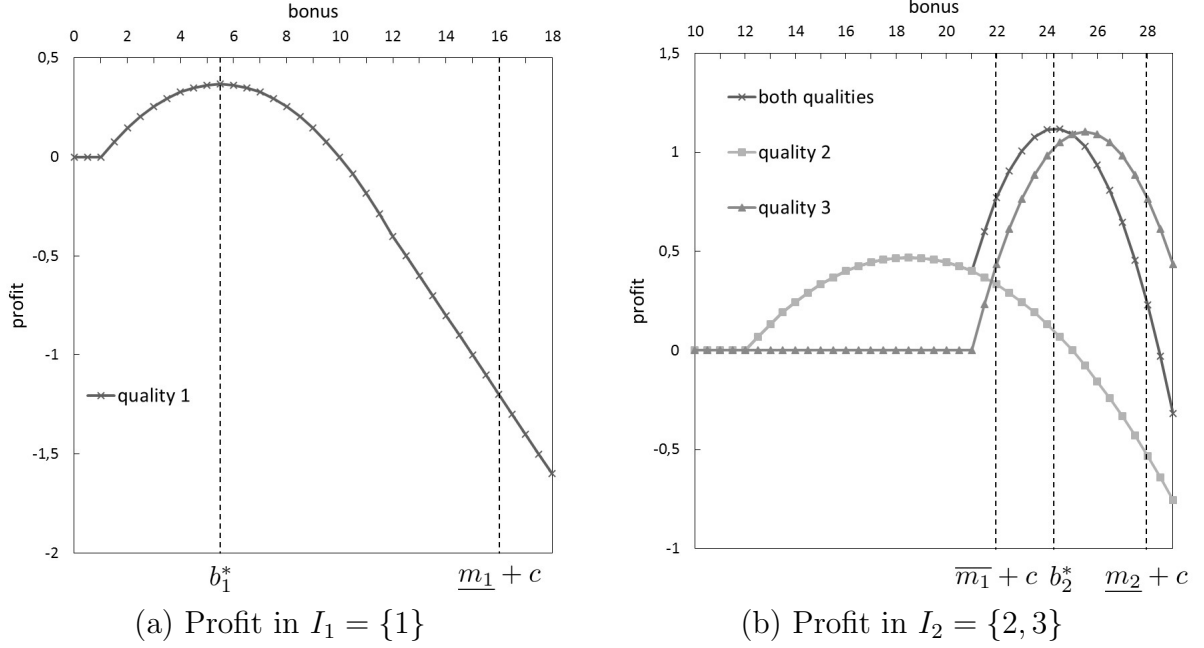 bonus
0 2 4 6 8 10 12 14 16 18
0,5
0
-0,5
-1
-1,5
-2
profit
quality 1
b₁*
m₁ + c
(a) Profit in I₁ = {1}
bonus
10 12 14 16 18 20 22 24 26 28
1,5
1
0,5
0
-0,5
-1
profit
both qualities
quality 2
quality 3
m₁ + c b₂* m₂ + c
(b) Profit in I₂ = {2, 3}